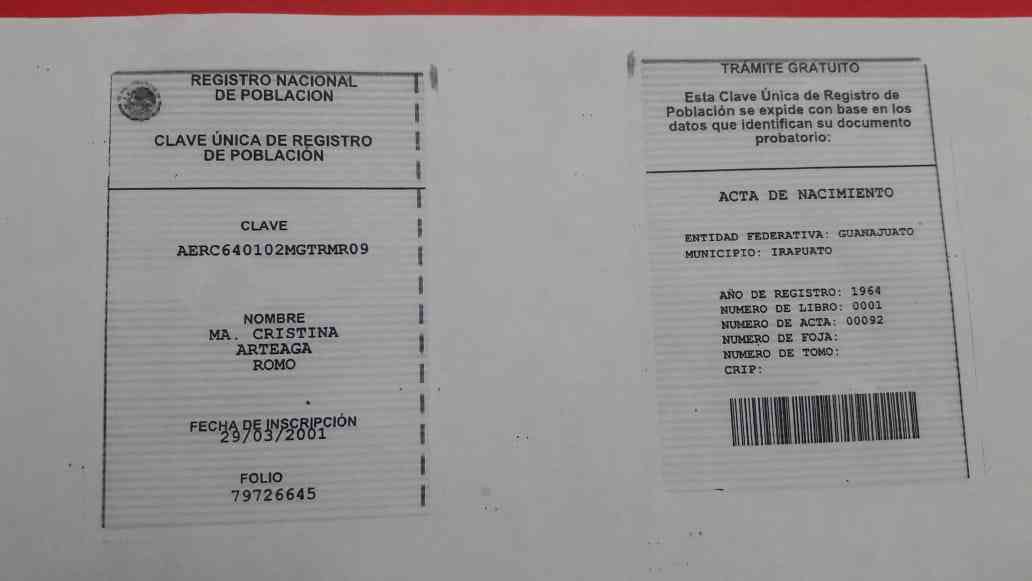 REGISTRO NACIONAL
DE POBLACION
CLAVE ÚNICA DE REGISTRO
DE POBLACIÓN
CLAVE
AERC640102MGTRMR09
NOMBRE
MA. CRISTINA
ARTEAGA
ROMO
FECHA DE INSCRIPCIÓN
29/03/2001
FOLIO
79726645
TRÁMITE GRATUITO
Esta Clave Única de Registro de
Población se expide con base en los
datos que identifican su documento
probatorio:
ACTA DE NACIMIENTO
ENTIDAD FEDERATIVA: GUANAJUATO
MUNICIPIO: IRAPUATO
AÑO DE REGISTRO: 1964
NUMERO DE LIBRO: 0001
NUMERO DE ACTA: 00092
NUMERO DE FOJA:
NUMERO DE TOMO:
CRIP: